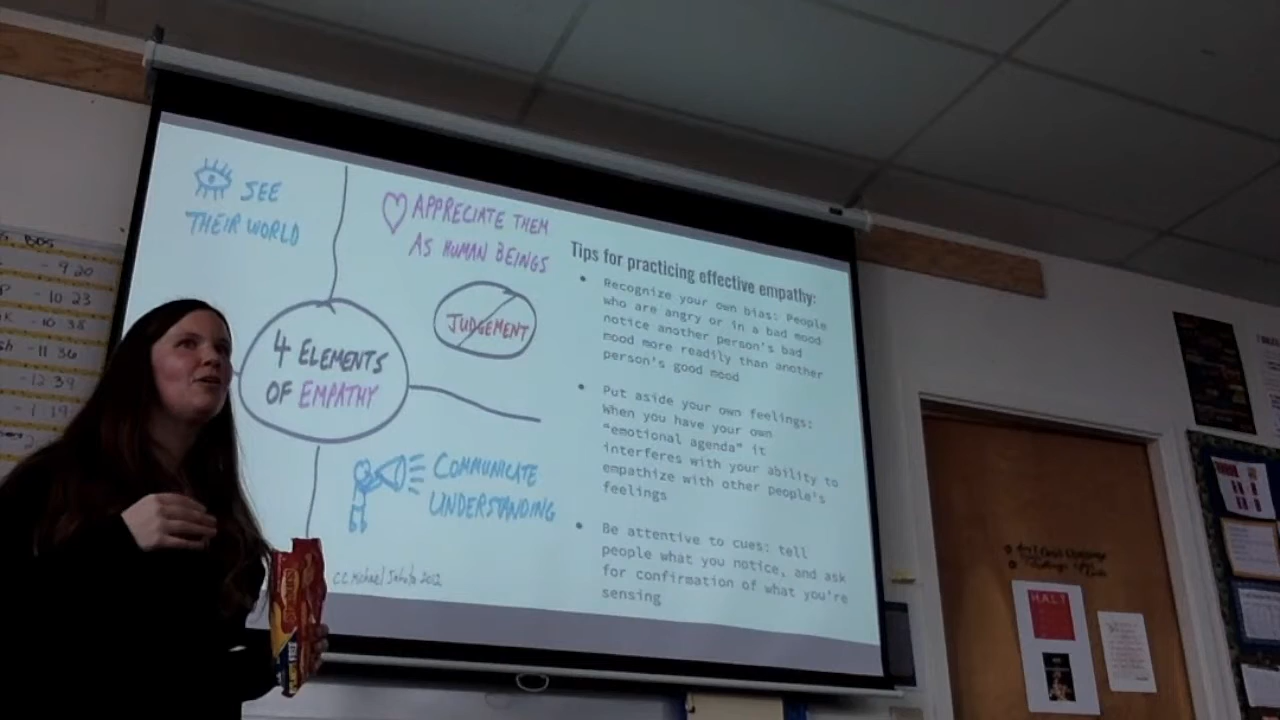 SEE
THEIR WORLD
APPRECIATE THEM
AS HUMAN BEINGS
JUDGEMENT
4 ELEMENTS
OF EMPATHY
COMMUNICATE
UNDERSTANDING
CC Michael Sahota 2012
Tips for practicing effective empathy:
• Recognize your own bias: People
who are angry or in a bad mood
notice another person's bad
mood more readily than another
person's good mood
• Put aside your own feelings:
When you have your own
"emotional agenda" it
interferes with your ability to
empathize with other people's
feelings
• Be attentive to cues: tell
people what you notice, and ask
for confirmation of what you're
sensing
- 9 20
- 10 23
- 10 38
- 11 36
- 12 39
- 1 19
HALT